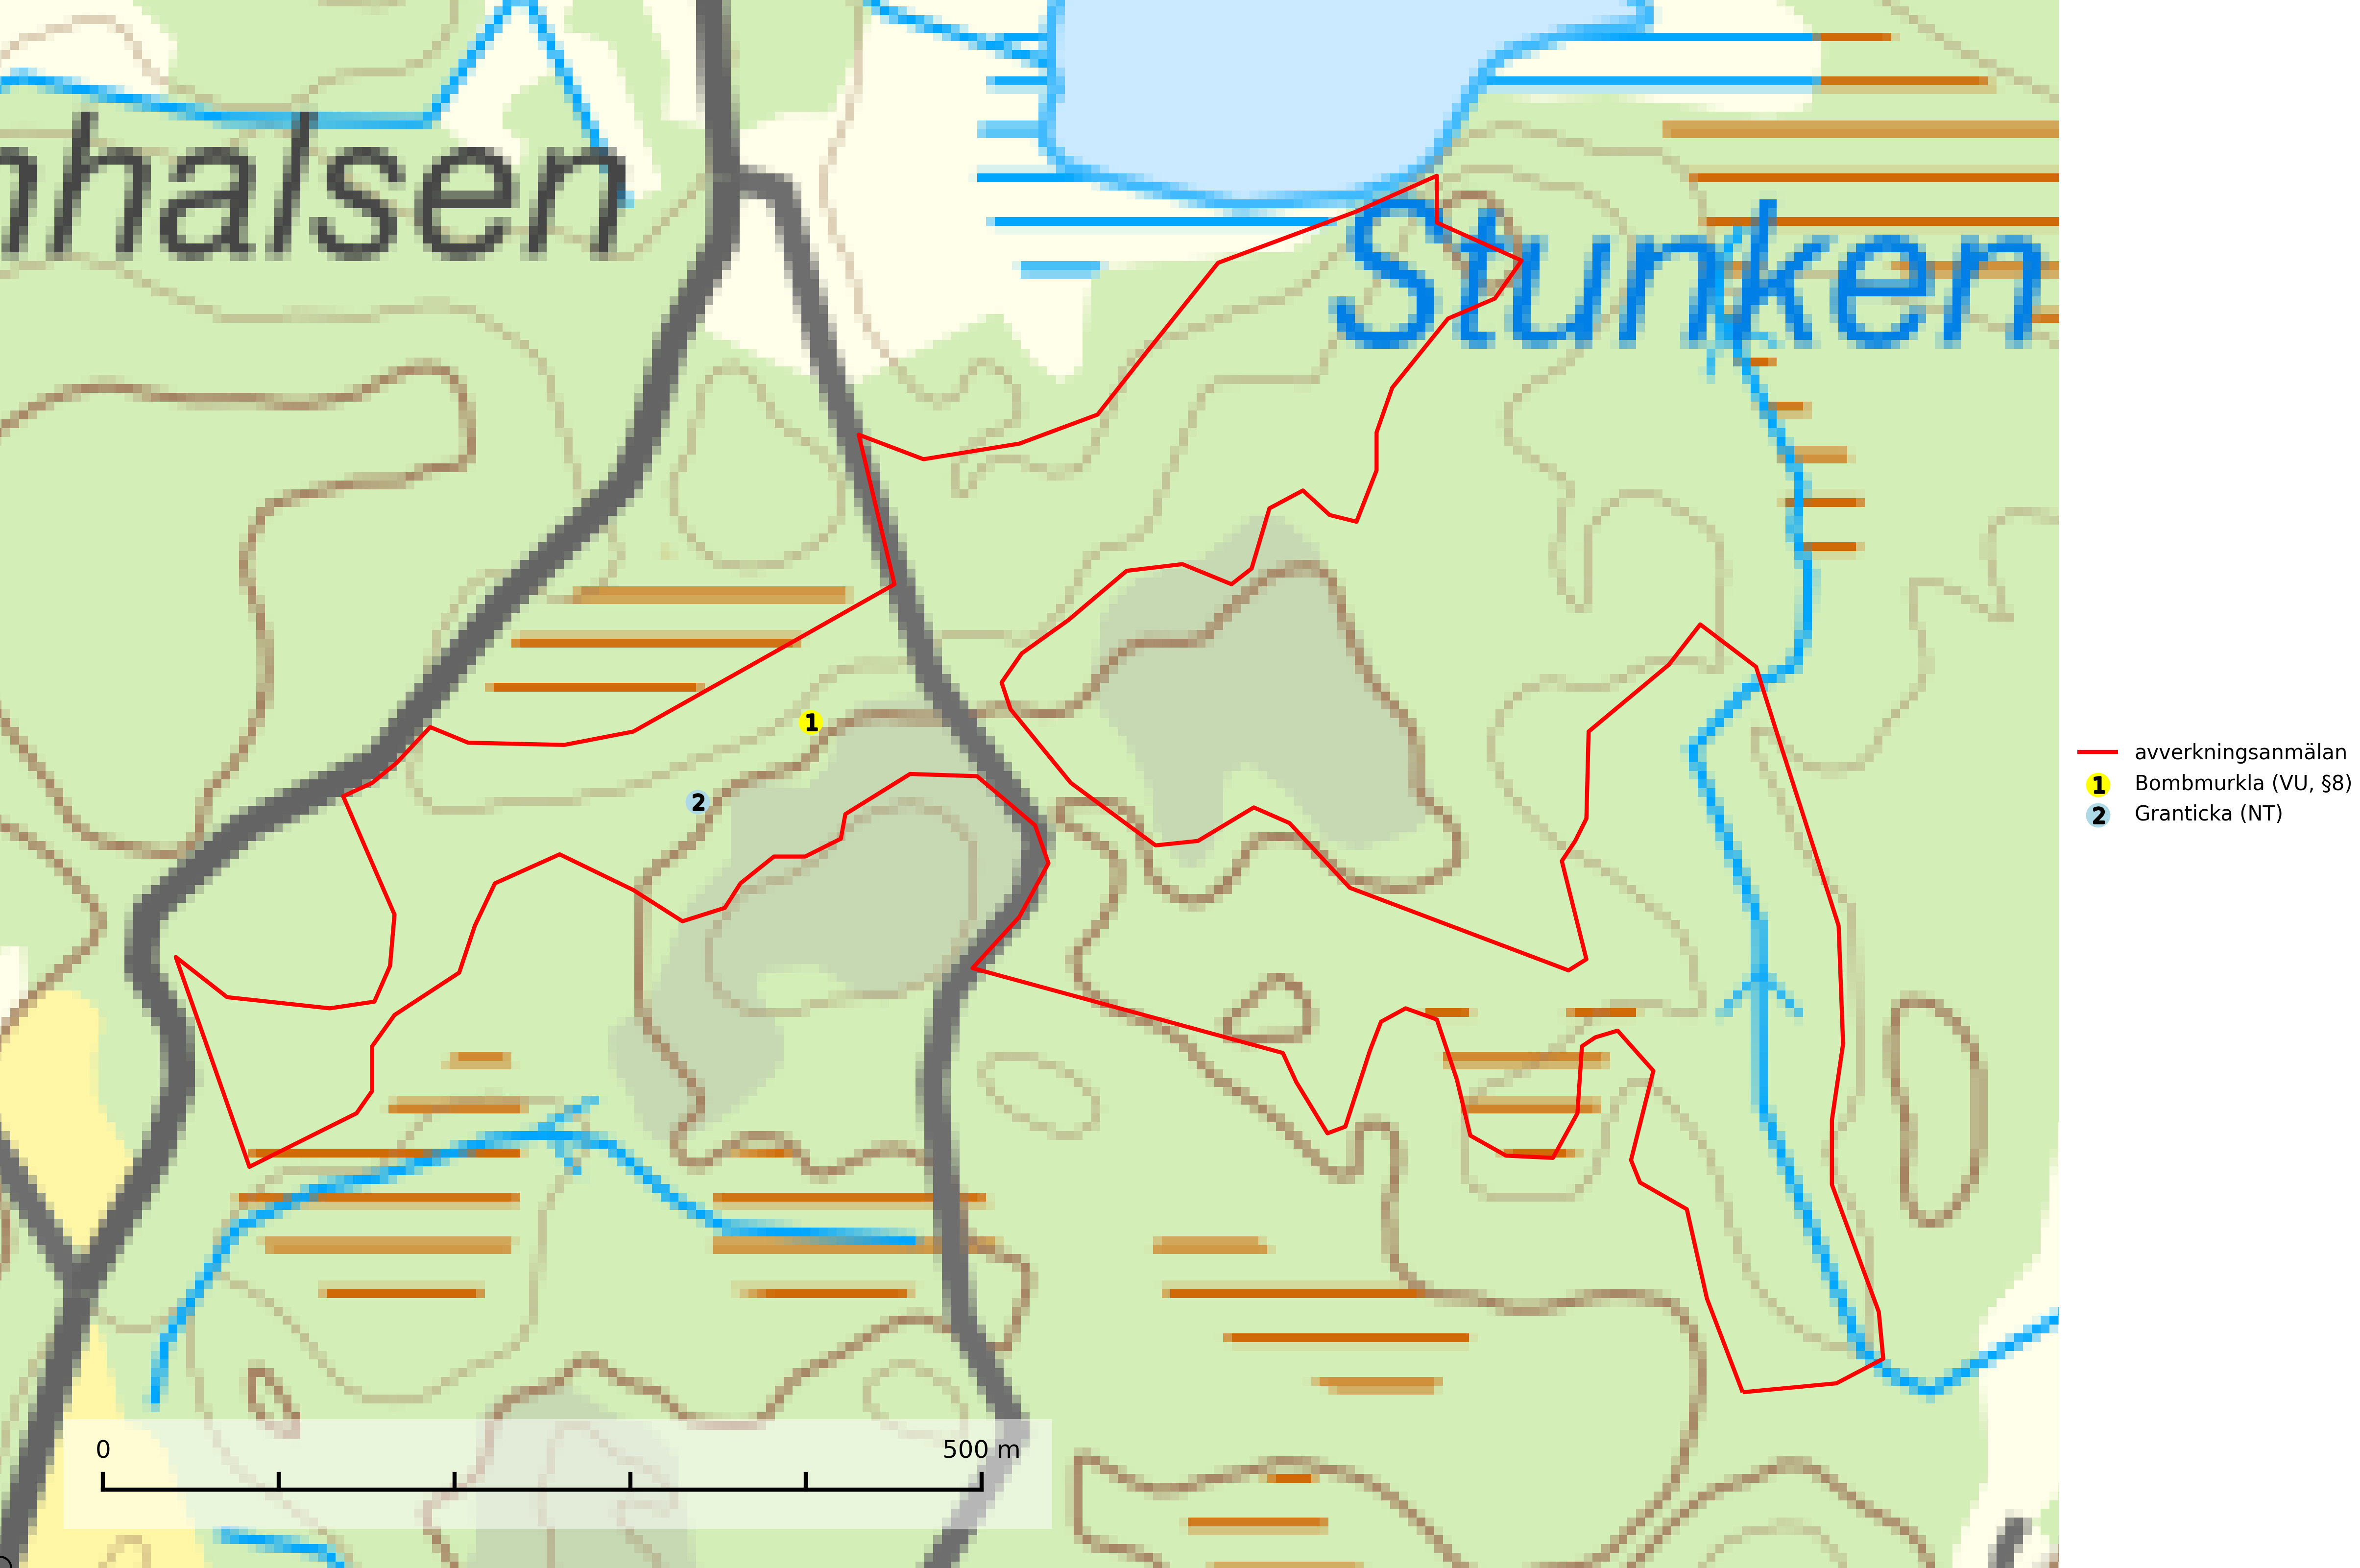 nhalsen
Stunken
1
2
0 500 m
avverkningsanmälan
1 Bombmurkla (VU, §8)
2 Granticka (NT)